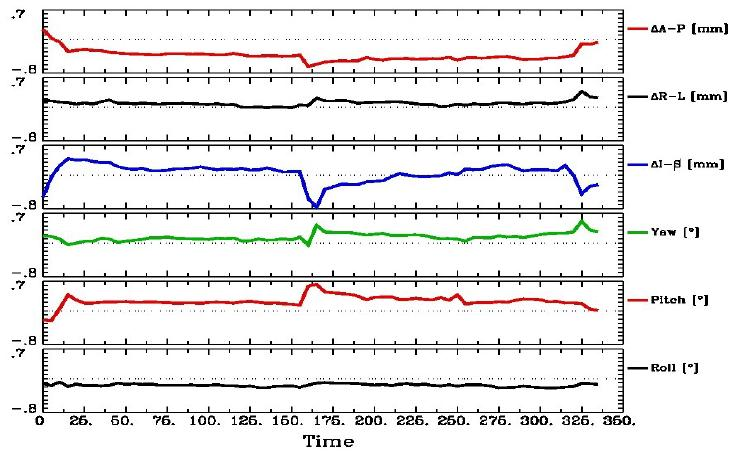 .7
ΔA-P [mm]
-.8
.7
ΔR-L [mm]
-.8
.7
ΔI-S [mm]
-.8
.7
Yaw [°]
-.8
.7
Pitch [°]
-.8
.7
Roll [°]
-.8
0 25. 50. 75. 100. 125. 150. 175. 200. 225. 250. 275. 300. 325. 350.
Time